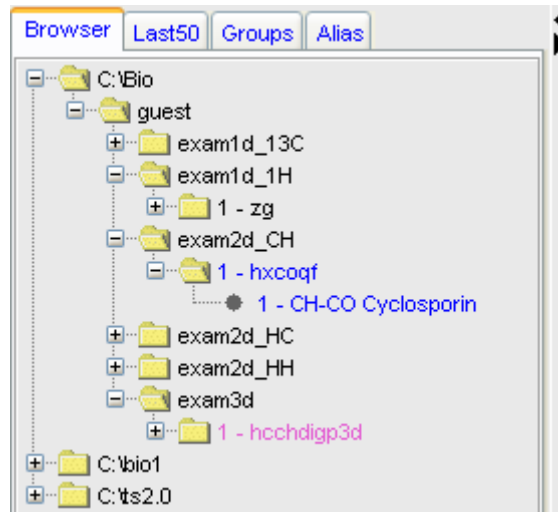 Browser Last50 Groups Alias
C:\Bio
guest
exam1d_13C
exam1d_1H
1 - zg
exam2d_CH
1 - hxcoqf
1 - CH-CO Cyclosporin
exam2d_HC
exam2d_HH
exam3d
1 - hcchdigp3d
C:\bio1
C:\ts2.0